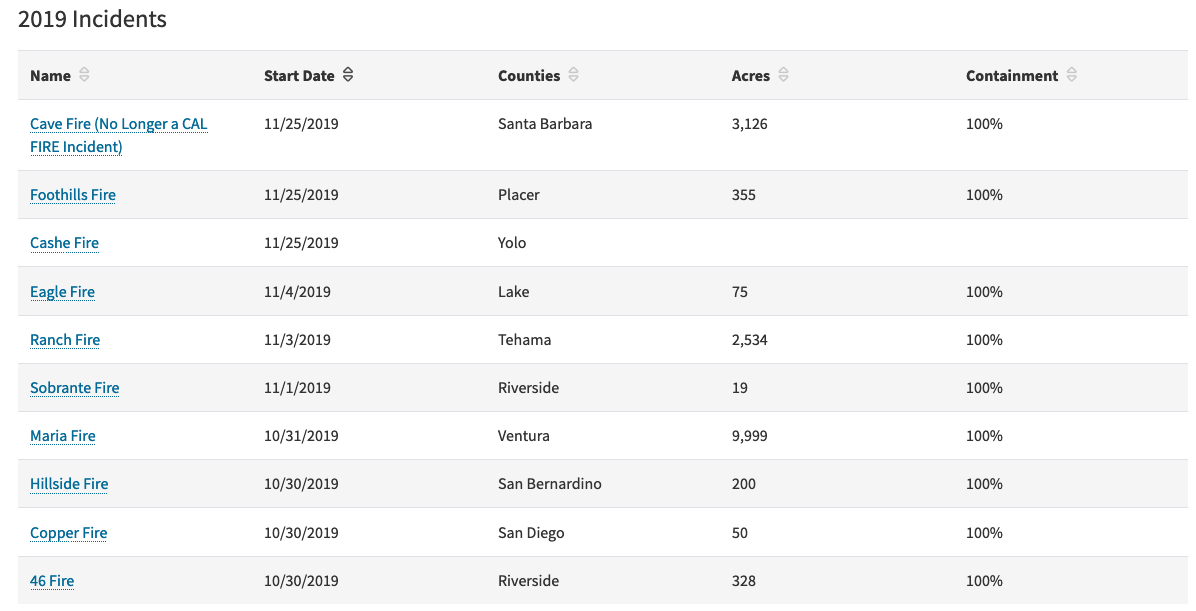 2019 Incidents
Name Start Date Counties Acres Containment
Cave Fire (No Longer a CAL 11/25/2019 Santa Barbara 3,126 100%
FIRE Incident)
Foothills Fire 11/25/2019 Placer 355 100%
Cashe Fire 11/25/2019 Yolo
Eagle Fire 11/4/2019 Lake 75 100%
Ranch Fire 11/3/2019 Tehama 2,534 100%
Sobrante Fire 11/1/2019 Riverside 19 100%
Maria Fire 10/31/2019 Ventura 9,999 100%
Hillside Fire 10/30/2019 San Bernardino 200 100%
Copper Fire 10/30/2019 San Diego 50 100%
46 Fire 10/30/2019 Riverside 328 100%